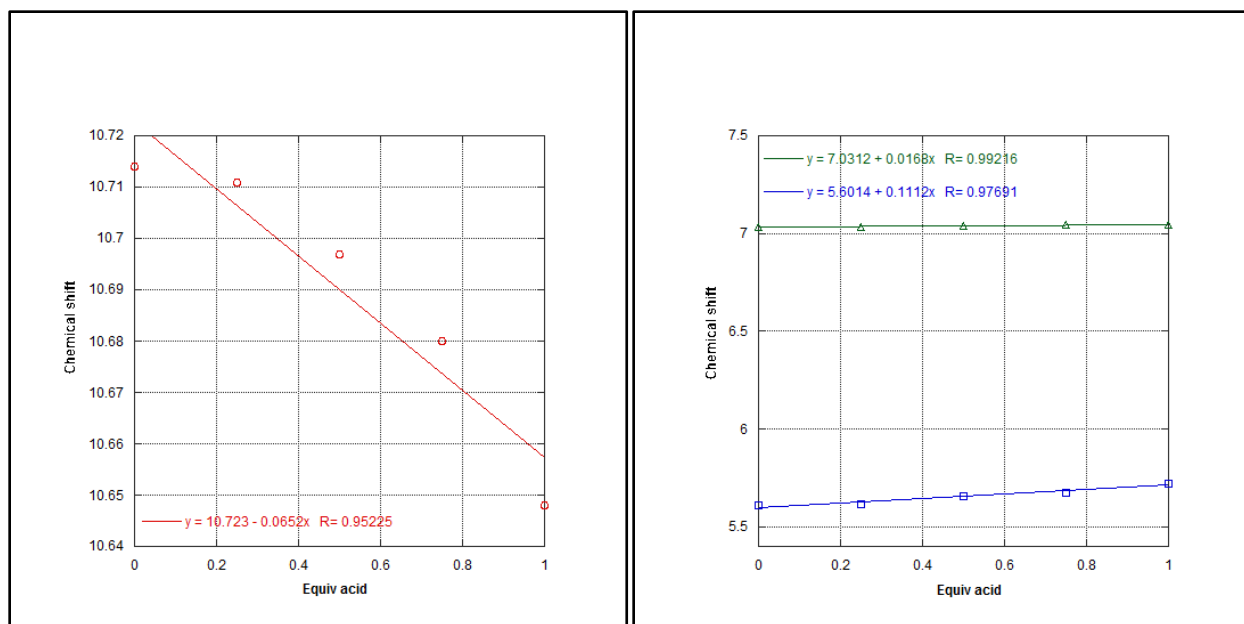 10.72
10.71
10.7
10.69
10.68
10.67
10.66
10.65
10.64
Chemical shift
y = 10.723 - 0.0652x R= 0.95225
0 0.2 0.4 0.6 0.8 1
Equiv acid
7.5
7
6.5
6
5.5
Chemical shift
y = 7.0312 + 0.0168x R= 0.99216
y = 5.6014 + 0.1112x R= 0.97691
0 0.2 0.4 0.6 0.8 1
Equiv acid